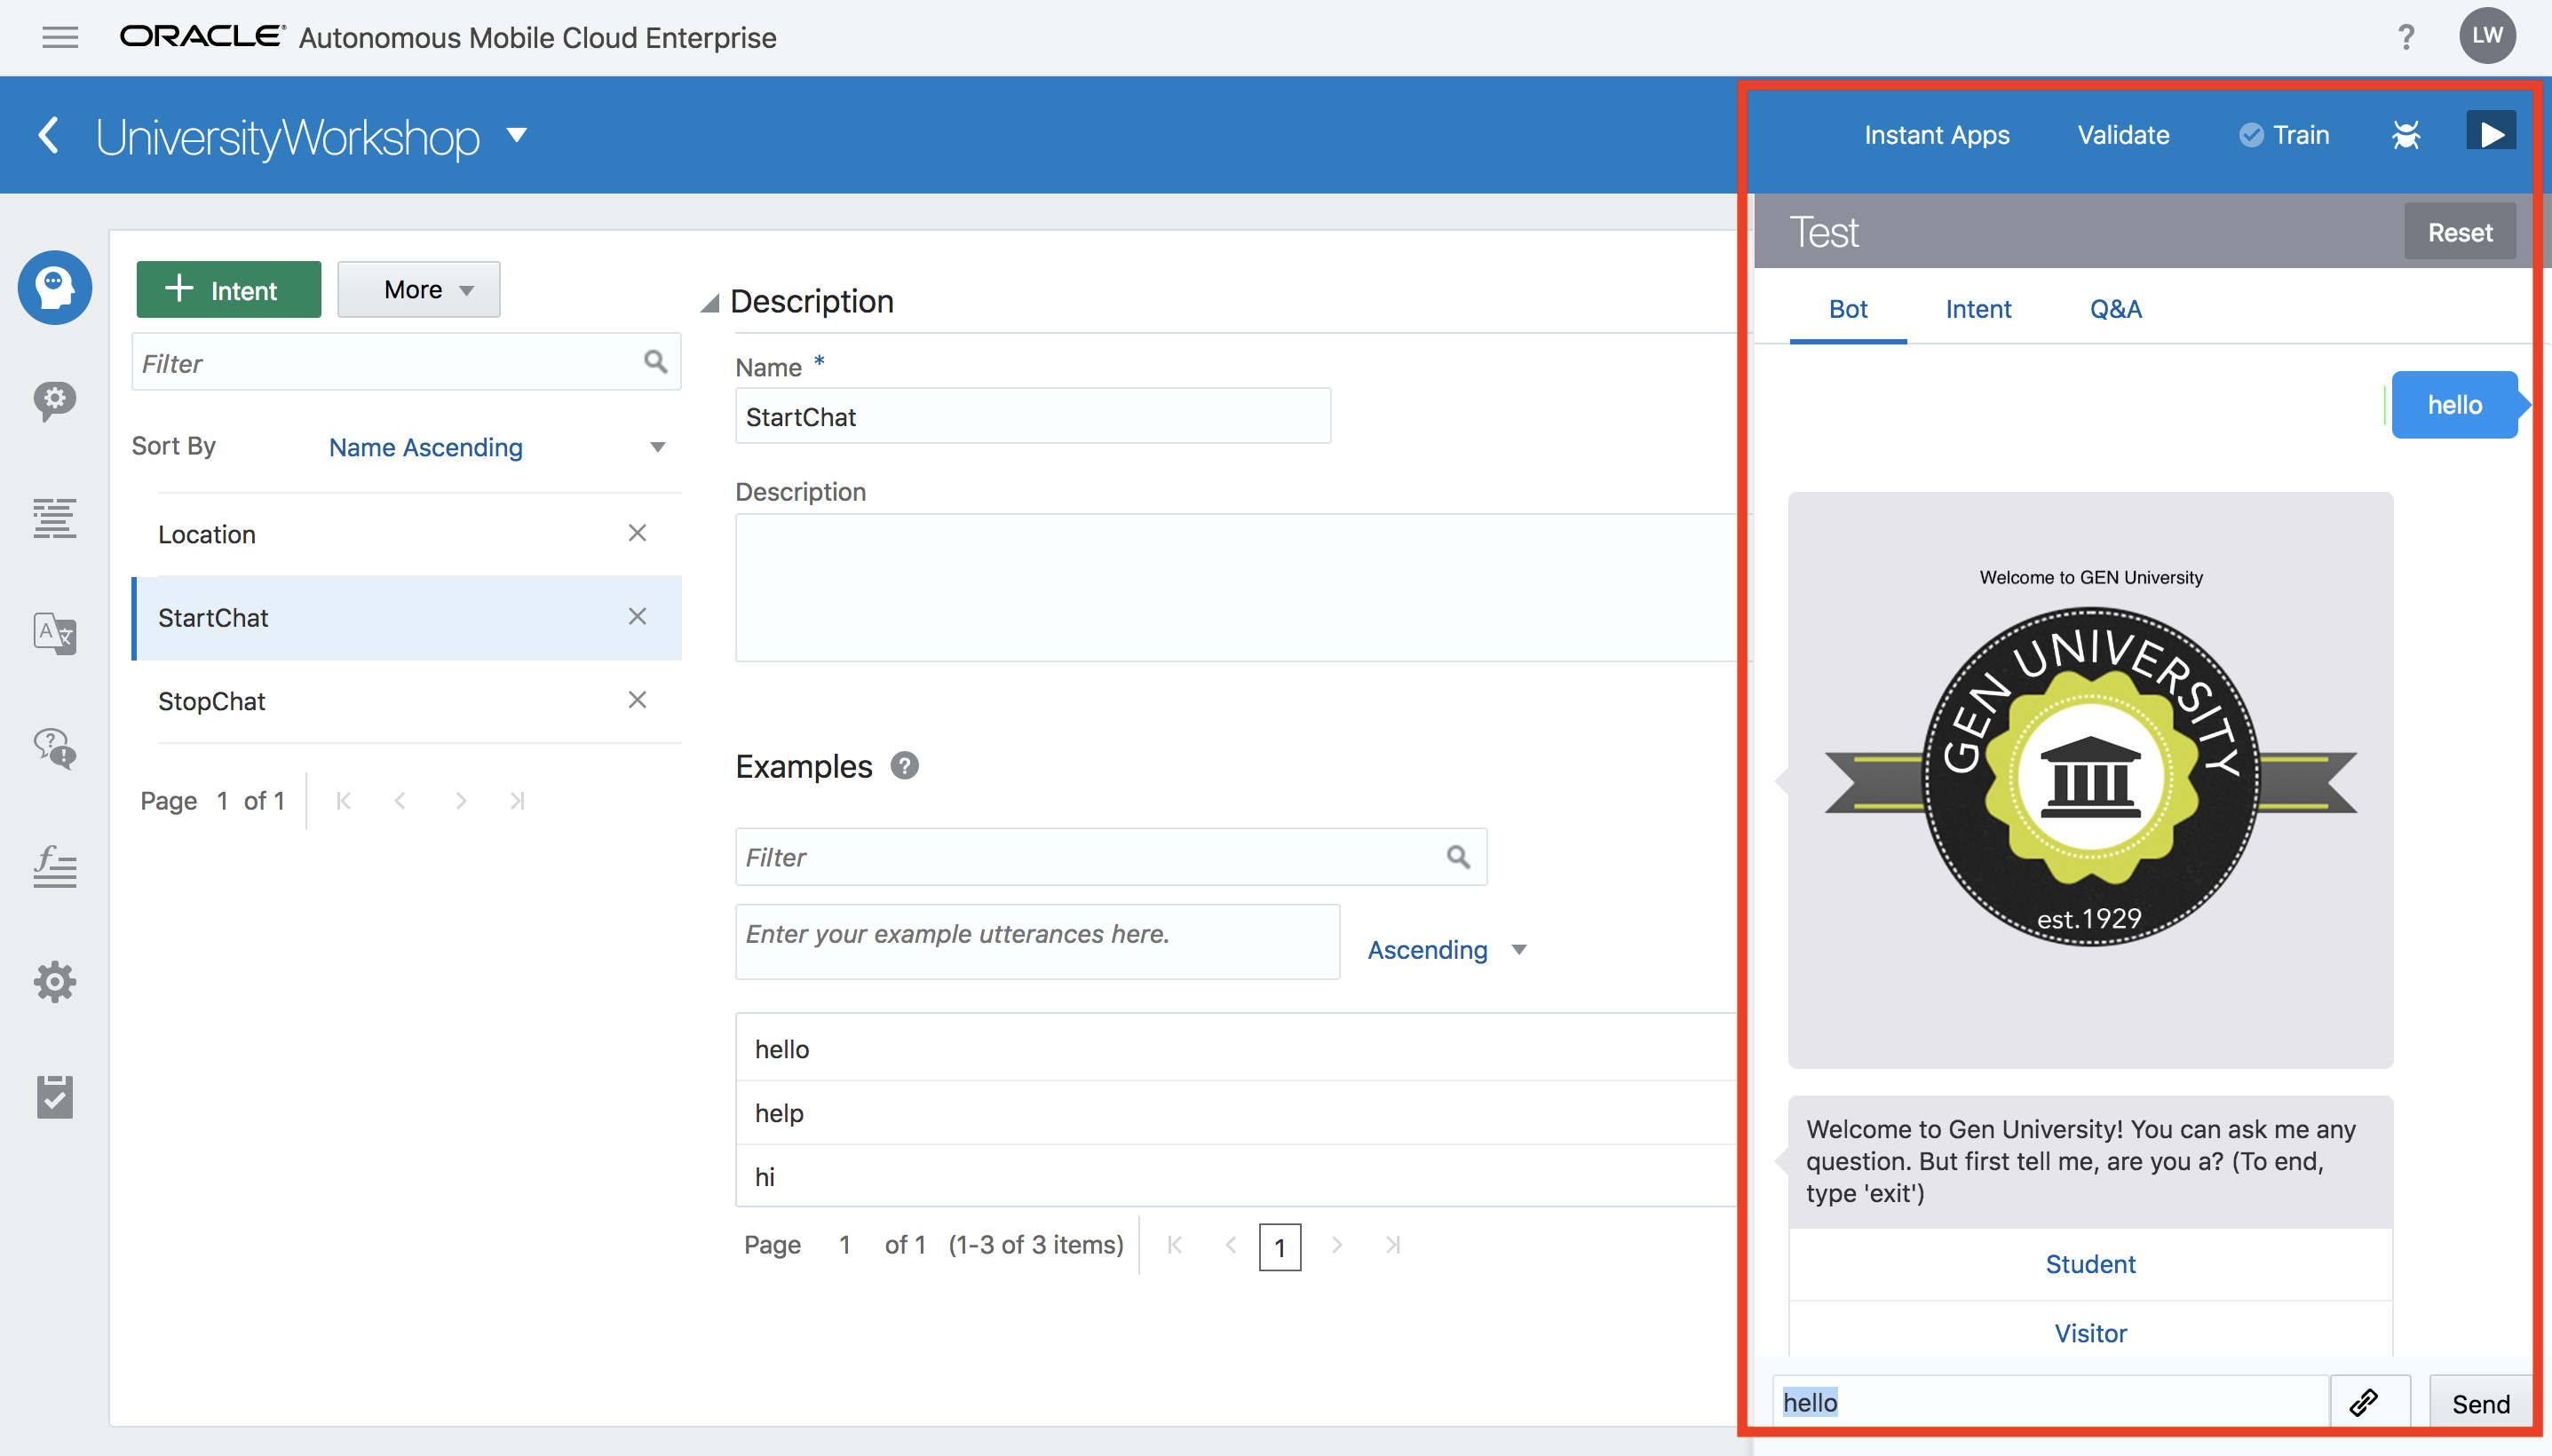 ORACLE® Autonomous Mobile Cloud Enterprise
?
LW
UniversityWorkshop
Instant Apps
Validate
Train
+ Intent
More
Filter
Sort By
Name Ascending
Location
StartChat
StopChat
Page 1 of 1
Description
Name *
StartChat
Description
Examples ?
Filter
Enter your example utterances here.
Ascending
hello
help
hi
Page 1 of 1 (1-3 of 3 items)
1
Test
Reset
Bot
Intent
Q&A
hello
Welcome to GEN University
GEN UNIVERSITY
est.1929
Welcome to Gen University! You can ask me any
question. But first tell me, are you a? (To end,
type 'exit')
Student
Visitor
hello
Send